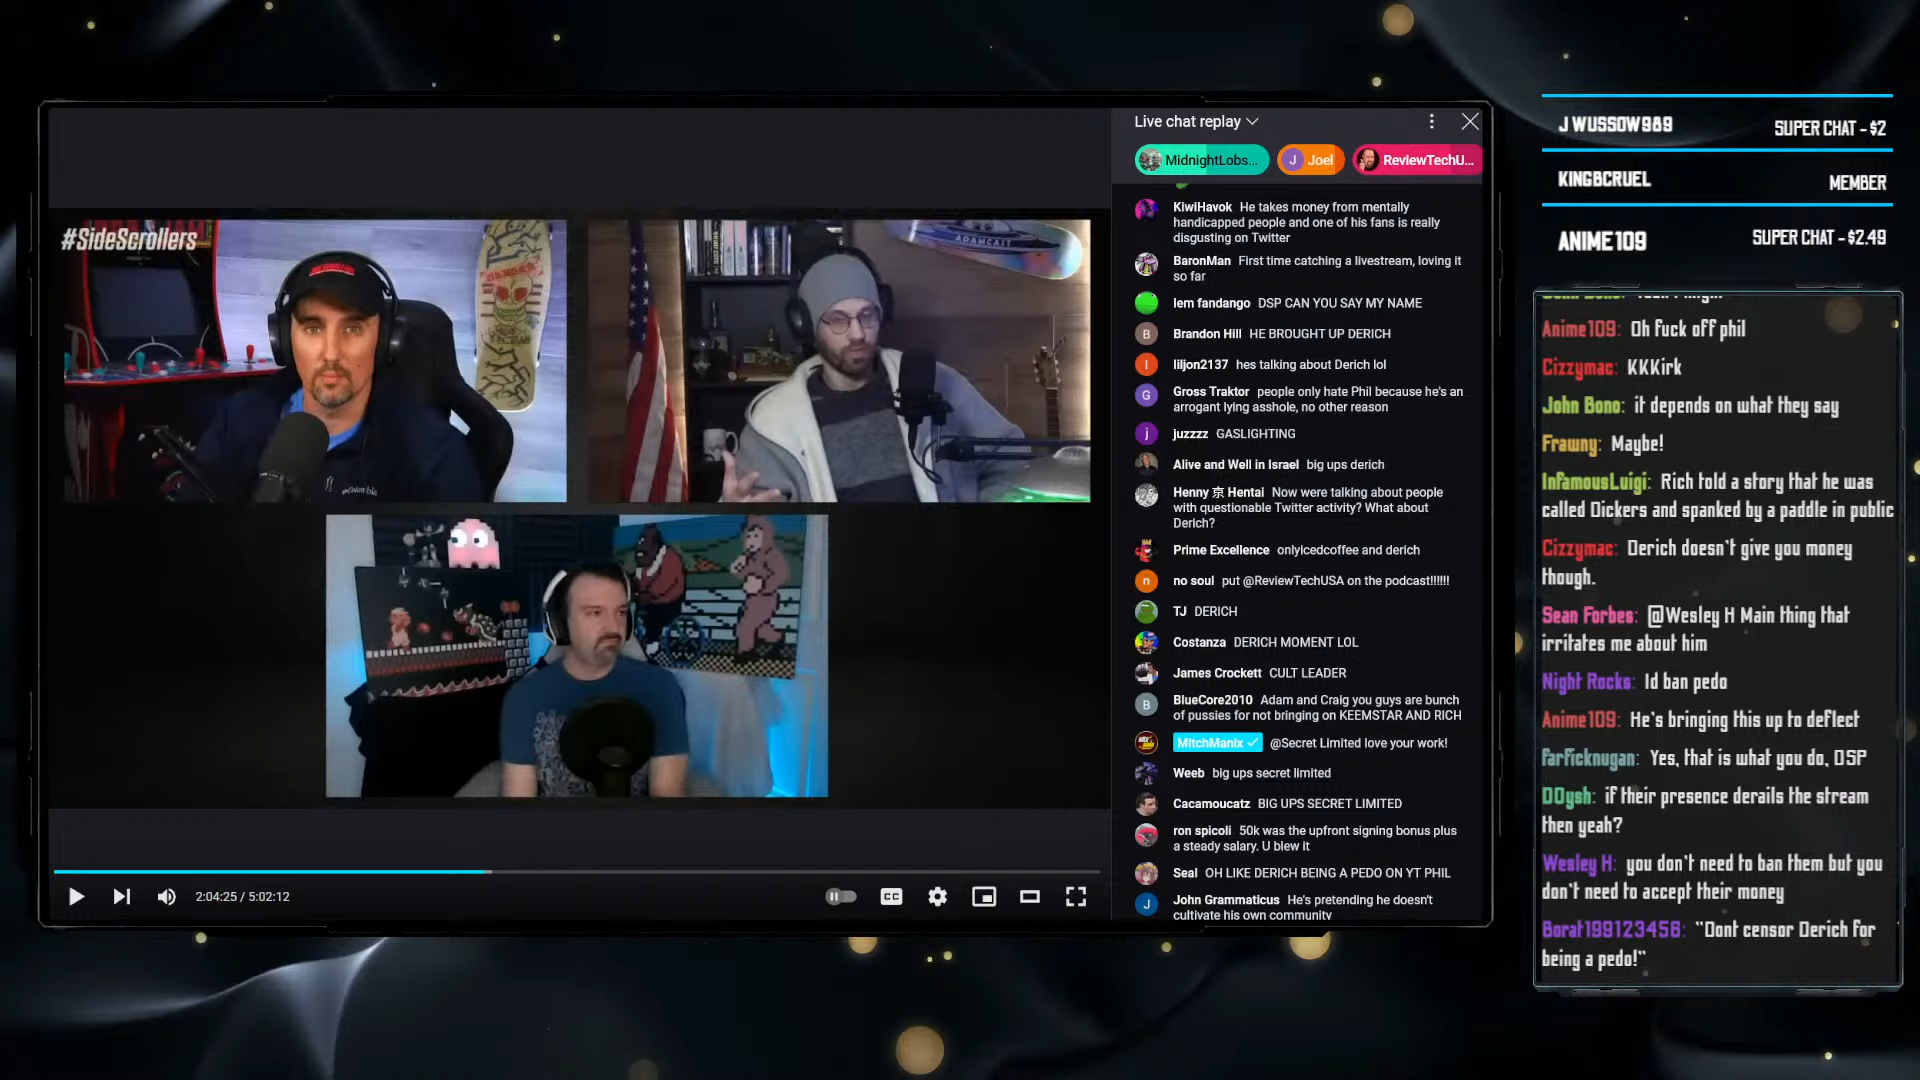 #SideScrollers
ADAMCAST
Live chat replay
MidnightLobs...
J Joel
ReviewTechU...
KiwiHavok He takes money from mentally
handicapped people and one of his fans is really
disgusting on Twitter
BaronMan First time catching a livestream, loving it
so far
lem fandango DSP CAN YOU SAY MY NAME
B Brandon Hill HE BROUGHT UP DERICH
l liljon2137 hes talking about Derich lol
G Gross Traktor people only hate Phil because he's an
arrogant lying asshole, no other reason
j juzzzz GASLIGHTING
Alive and Well in Israel big ups derich
Henny 京 Hentai Now were talking about people
with questionable Twitter activity? What about
Derich?
Prime Excellence onlyicedcoffee and derich
n no soul put @ReviewTechUSA on the podcast!!!!!!
TJ DERICH
Costanza DERICH MOMENT LOL
James Crockett CULT LEADER
B BlueCore2010 Adam and Craig you guys are bunch
of pussies for not bringing on KEEMSTAR AND RICH
MitchManix @Secret Limited love your work!
Weeb big ups secret limited
Cacamoucatz BIG UPS SECRET LIMITED
ron spicoli 50k was the upfront signing bonus plus
a steady salary. U blew it
Seal OH LIKE DERICH BEING A PEDO ON YT PHIL
J John Grammaticus He's pretending he doesn't
cultivate his own community
2:04:25 / 5:02:12
CC
J WUSSOW989 SUPER CHAT - $2
KINGBCRUEL MEMBER
ANIME109 SUPER CHAT - $2.49
Anime109: Oh fuck off phil
Cizzymac: KKKirk
John Bono: it depends on what they say
Frawny: Maybe!
InfamousLuigi: Rich told a story that he was
called Dickers and spanked by a paddle in public
Cizzymac: Derich doesn't give you money
though.
Sean Forbes: @Wesley H Main thing that
irritates me about him
Night Rocks: Id ban pedo
Anime109: He's bringing this up to deflect
farficknugan: Yes, that is what you do, DSP
DDysh: if their presence derails the stream
then yeah?
Wesley H: you don't need to ban them but you
don't need to accept their money
Borat199123456: "Dont censor Derich for
being a pedo!"